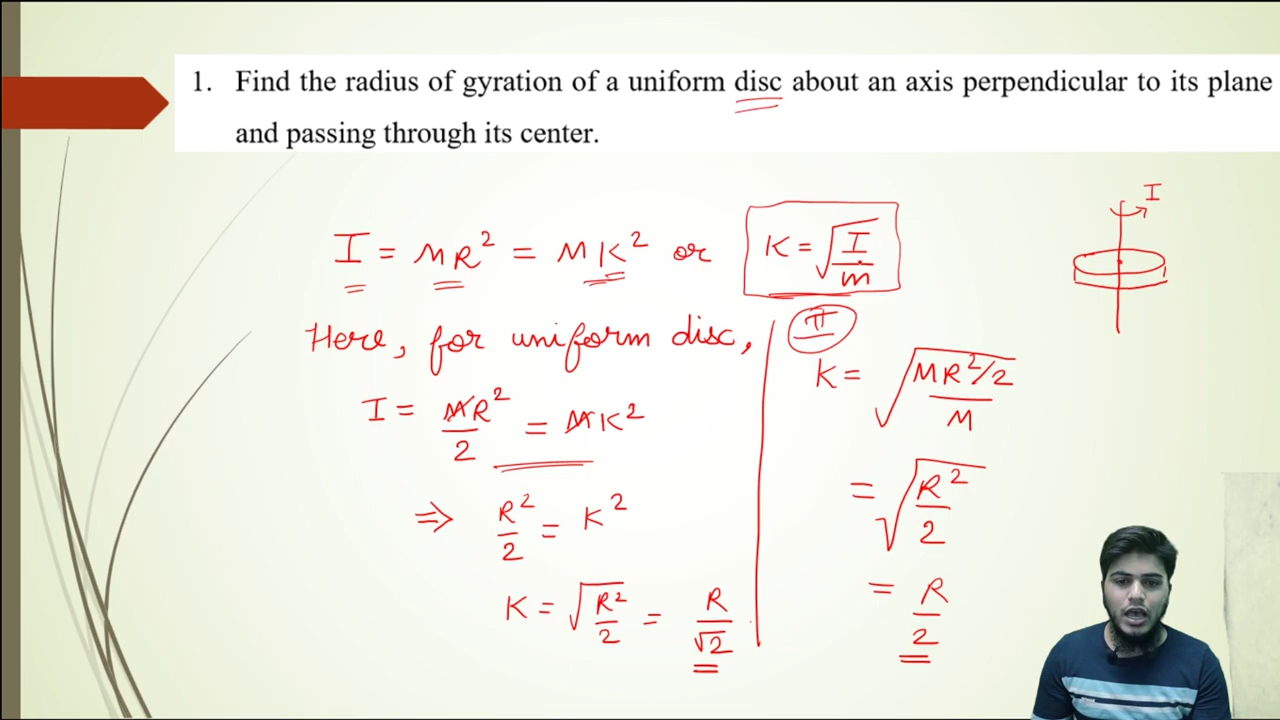 1. Find the radius of gyration of a uniform disc about an axis perpendicular to its plane
and passing through its center.
I
I = MR² = MK² or K = √(I/m)
Here, for uniform disc,
I = MR²/2 = MK²
⇒ R²/2 = K²
K = √(R²/2) = R/√2
II
K = √((MR²/2)/M)
= √(R²/2)
= R/2